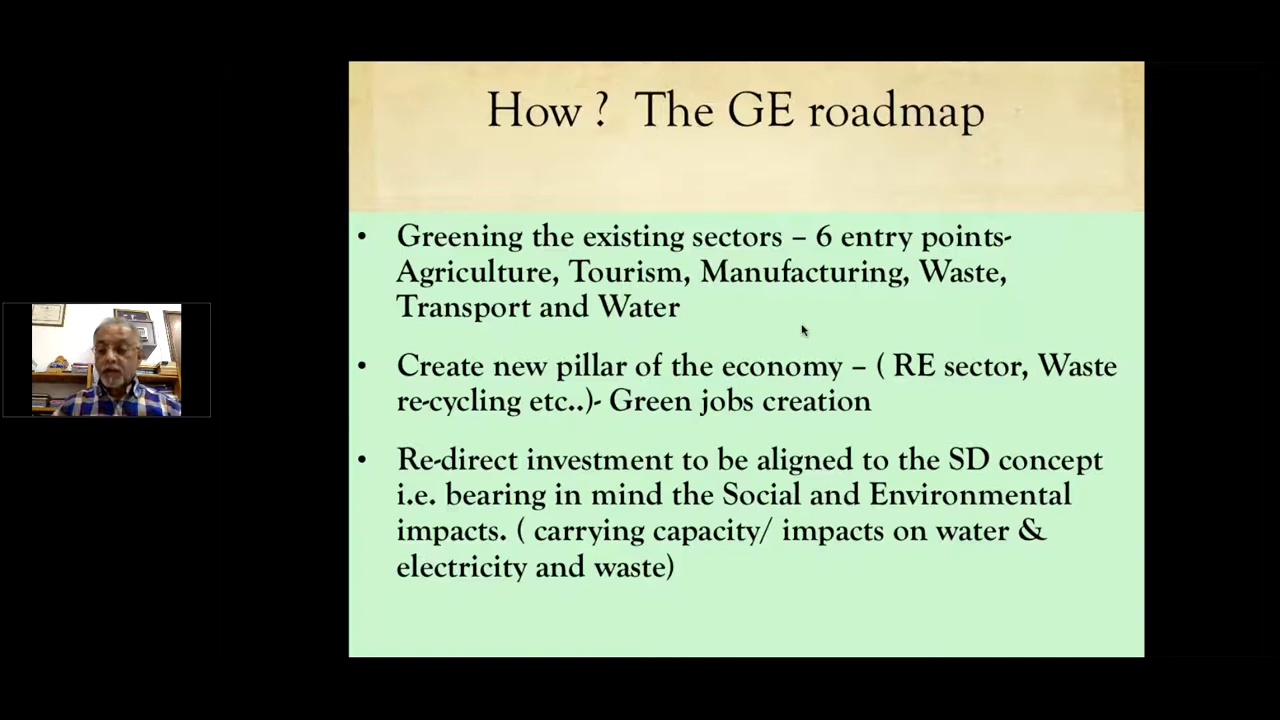 How ? The GE roadmap
• Greening the existing sectors – 6 entry points-
Agriculture, Tourism, Manufacturing, Waste,
Transport and Water
• Create new pillar of the economy – ( RE sector, Waste
re-cycling etc..)- Green jobs creation
• Re-direct investment to be aligned to the SD concept
i.e. bearing in mind the Social and Environmental
impacts. ( carrying capacity/ impacts on water &
electricity and waste)